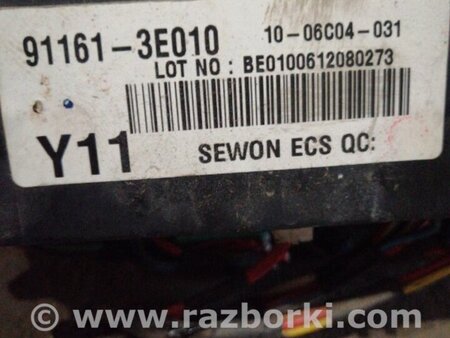 91161-3E010 10-06C04-031
LOT NO : BE0100612080273
Y11 SEWON ECS QC:
www.razborki.com